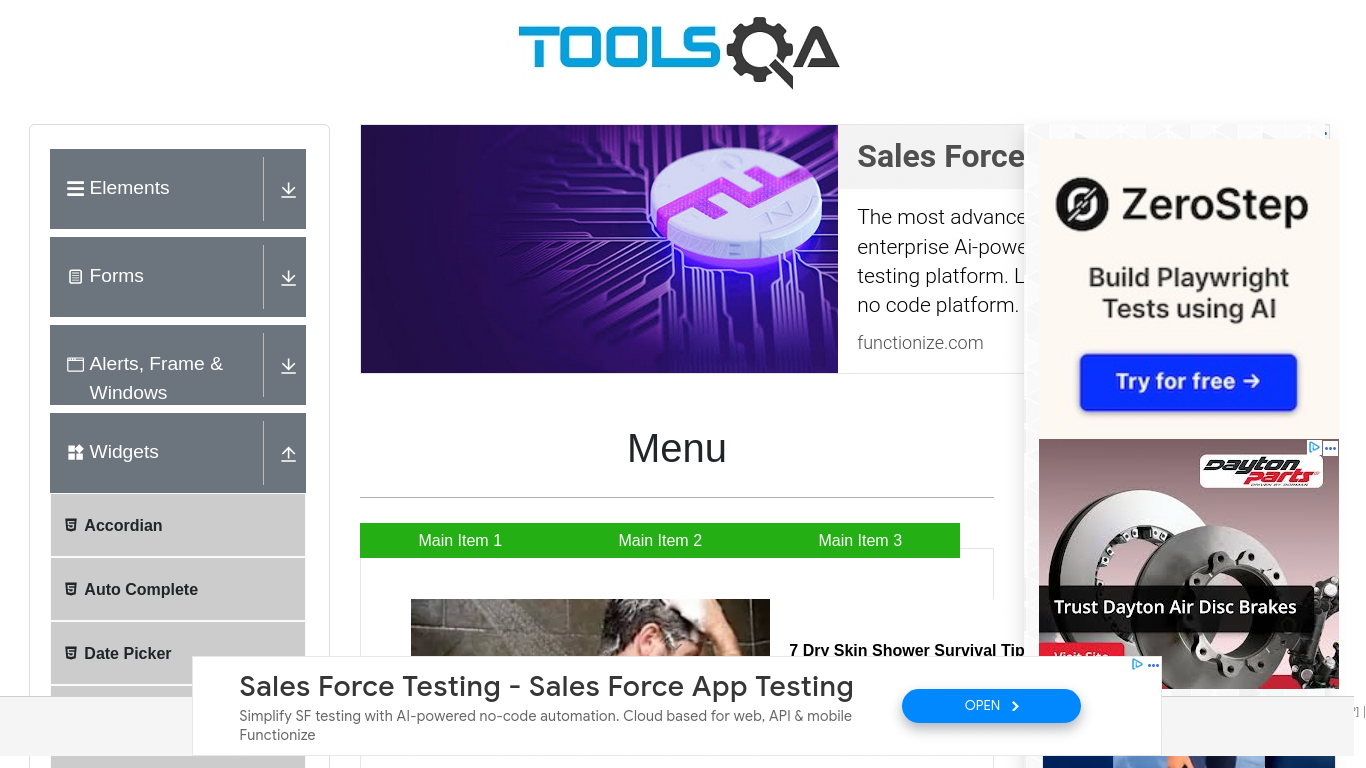 TOOLSQA
Elements
Forms
Alerts, Frame &
Windows
Widgets
Accordian
Auto Complete
Date Picker
Sales Force
The most advance
enterprise Ai-powe
testing platform. L
no code platform.
functionize.com
Menu
Main Item 1
Main Item 2
Main Item 3
7 Dry Skin Shower Survival Tip
ZeroStep
Build Playwright
Tests using AI
Try for free →
Dayton
parts
Trust Dayton Air Disc Brakes
Visit Site
Sales Force Testing - Sales Force App Testing
Simplify SF testing with AI-powered no-code automation. Cloud based for web, API & mobile
Functionize
OPEN